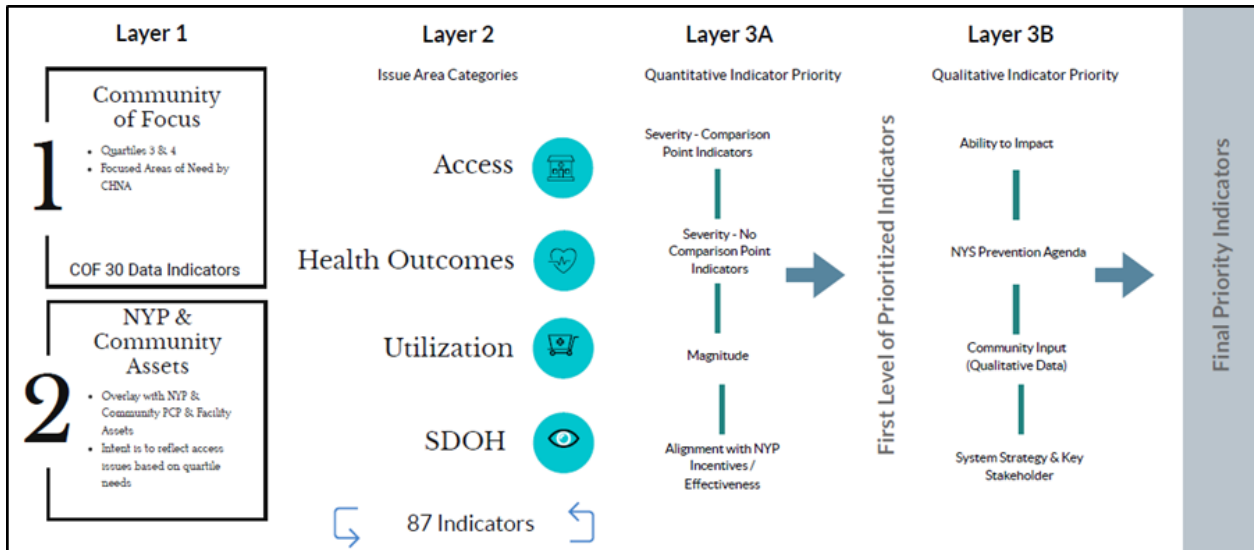 Layer 1
1
Community
of Focus
• Quartiles 3 & 4
• Focused Areas of Need by
CHNA
COF 30 Data Indicators
2
NYP &
Community
Assets
• Overlay with NYP &
Community PCP & Facility
Assets
• Intent is to reflect access
issues based on quartile
needs
Layer 2
Issue Area Categories
Access
Health Outcomes
Utilization
SDOH
87 Indicators
Layer 3A
Quantitative Indicator Priority
Severity - Comparison
Point Indicators
Severity - No
Comparison Point
Indicators
Magnitude
Alignment with NYP
Incentives /
Effectiveness
First Level of Prioritized Indicators
Layer 3B
Qualitative Indicator Priority
Ability to Impact
NYS Prevention Agenda
Community Input
(Qualitative Data)
System Strategy & Key
Stakeholder
Final Priority Indicators